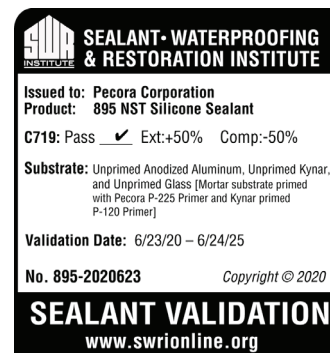 SWR
INSTITUTE
SEALANT • WATERPROOFING
& RESTORATION INSTITUTE
Issued to: Pecora Corporation
Product: 895 NST Silicone Sealant
C719: Pass ✔ Ext:+50% Comp:-50%
Substrate: Unprimed Anodized Aluminum, Unprimed Kynar,
and Unprimed Glass [Mortar substrate primed
with Pecora P-225 Primer and Kynar primed
P-120 Primer]
Validation Date: 6/23/20 – 6/24/25
No. 895-2020623 Copyright © 2020
SEALANT VALIDATION
www.swrionline.org